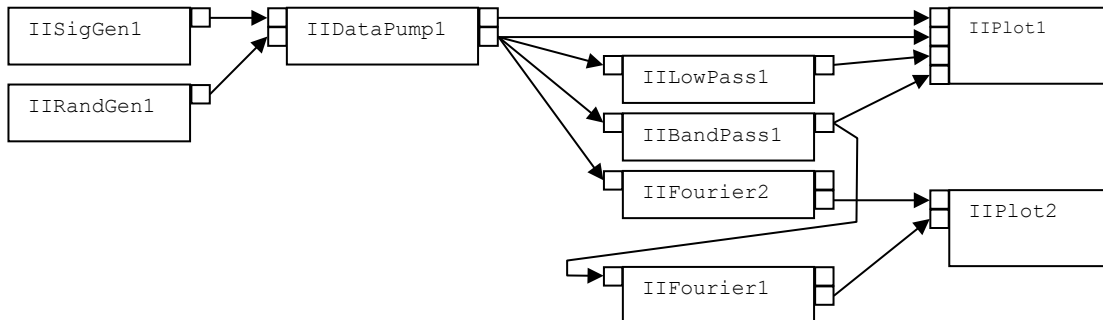 IISigGen1
IIDataPump1
IIPlot1
IILowPass1
IIRandGen1
IIBandPass1
IIFourier2
IIPlot2
IIFourier1